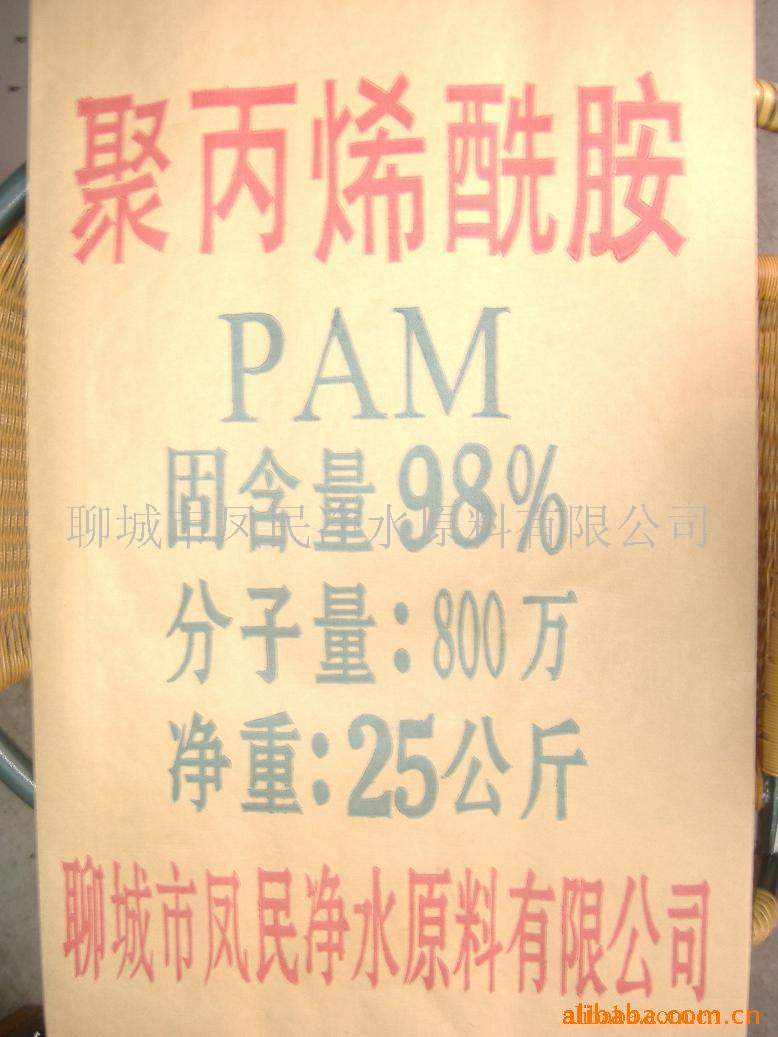 聚丙烯酰胺
PAM
固含量98%
聊城市凤民净水原料有限公司
分子量:800万
净重:25公斤
聊城市凤民净水原料有限公司
alibaba.com.cn